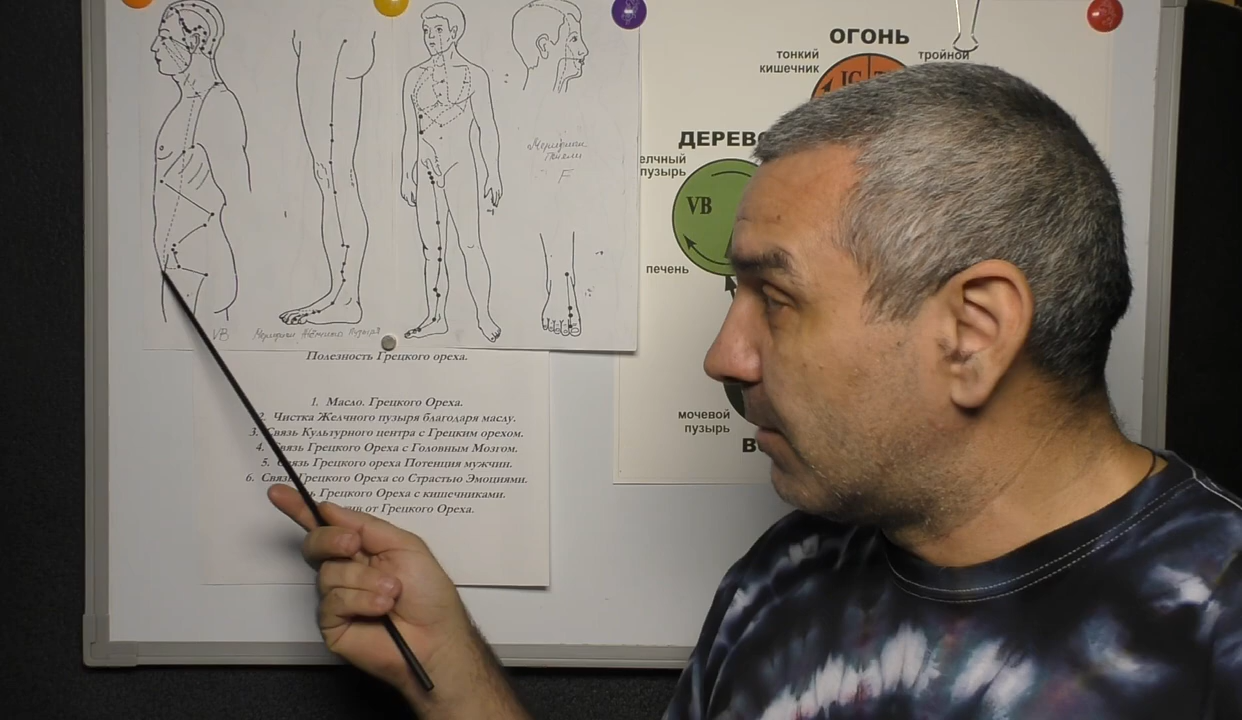 VB
Меридиан Жёлчного Пузыря
Меридиан
Печени
F
Полезность Грецкого ореха.
1. Масло. Грецкого Ореха.
2. Чистка Желчного пузыря благодаря маслу.
3. Связь Культурного центра с Грецким орехом.
4. Связь Грецкого Ореха с Головным Мозгом.
5. Связь Грецкого ореха Потенция мужчин.
6. Связь Грецкого Ореха со Страстью Эмоциями.
Грецкого Ореха с кишечниками.
от Грецкого Ореха.
ОГОНЬ
тонкий
кишечник
тройной
IG
ДЕРЕВО
пузырь
VB
печень
мочевой
пузырь